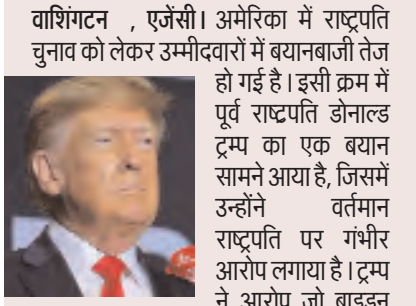 वाशिंगटन , एजेंसी। अमेरिका में राष्ट्रपति
चुनाव को लेकर उम्मीदवारों में बयानबाजी तेज
हो गई है। इसी क्रम में
पूर्व राष्ट्रपति डोनाल्ड
ट्रम्प का एक बयान
सामने आया है, जिसमें
उन्होंने वर्तमान
राष्ट्रपति पर गंभीर
आरोप लगाया है। ट्रम्प
ने आरोप जो बाइडन